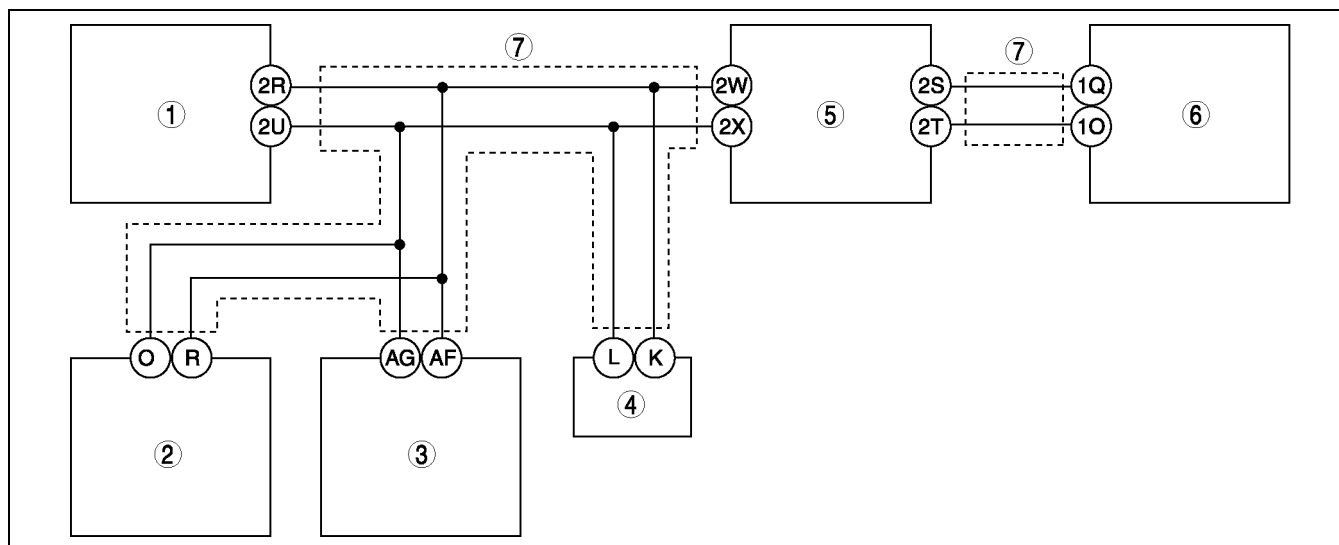 ⑦ ⑦
2R 2W 2S 1Q
① ⑤ ⑥
2U 2X 2T 1O
O R AG AF L K
④
② ③